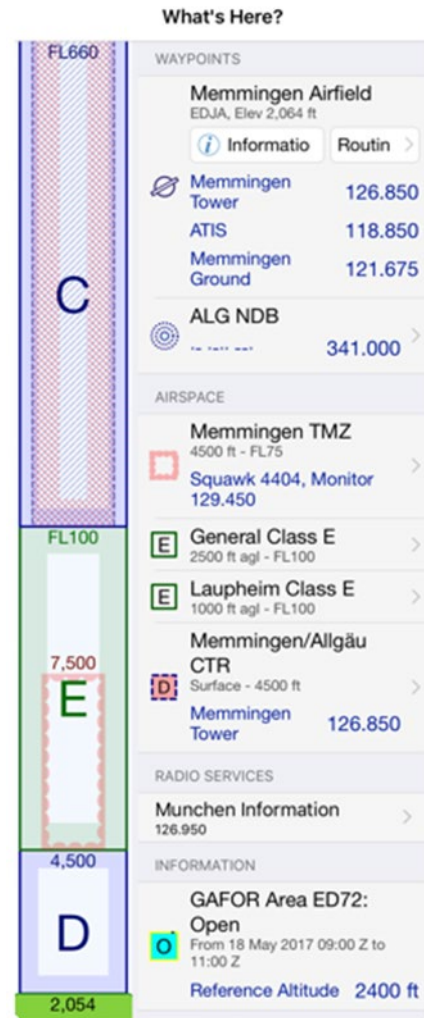 What's Here?
FL660
C
FL100
7,500
E
4,500
D
2,054
WAYPOINTS
Memmingen Airfield
EDJA, Elev 2,064 ft
i Informatio Routin
Memmingen
Tower 126.850
ATIS 118.850
Memmingen
Ground 121.675
ALG NDB
341.000
AIRSPACE
Memmingen TMZ
4500 ft - FL75
Squawk 4404, Monitor
129.450
E General Class E
2500 ft agl - FL100
E Laupheim Class E
1000 ft agl - FL100
Memmingen/Allgäu
CTR
D Surface - 4500 ft
Memmingen
Tower 126.850
RADIO SERVICES
Munchen Information
126.950
INFORMATION
GAFOR Area ED72:
Open
O From 18 May 2017 09:00 Z to
11:00 Z
Reference Altitude 2400 ft